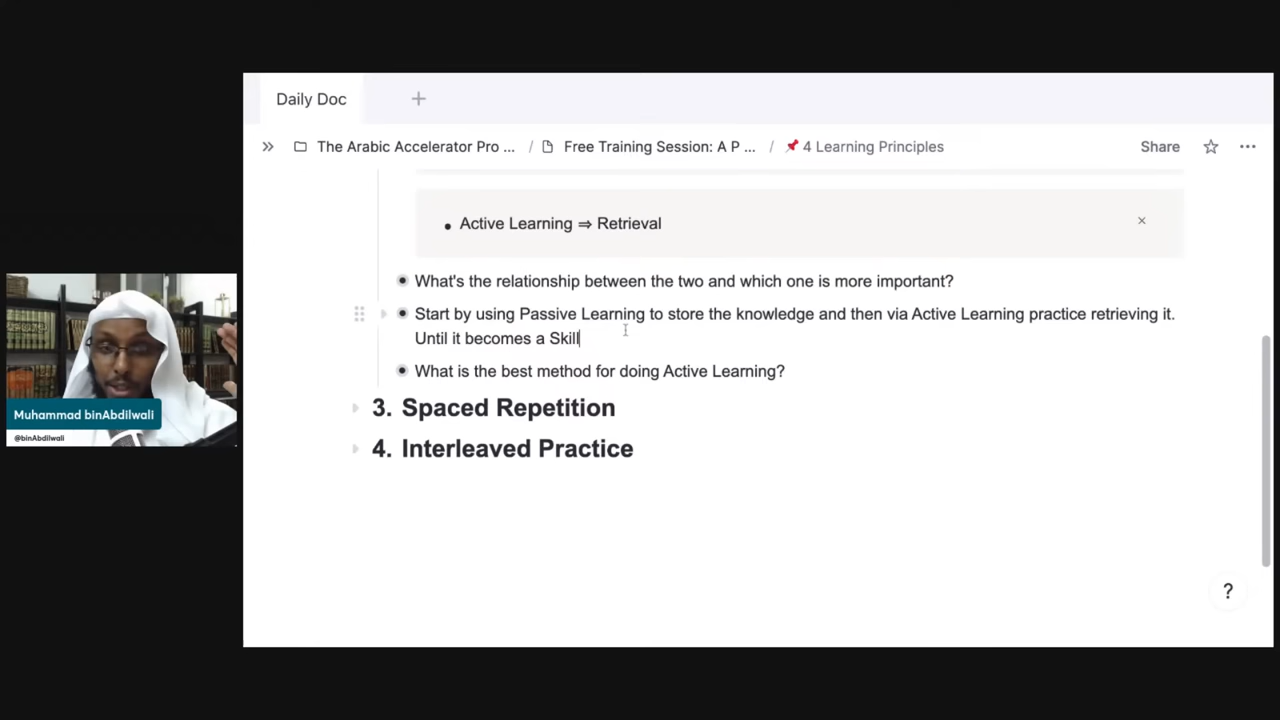 Daily Doc +
» The Arabic Accelerator Pro ... / Free Training Session: A P ... / 📌 4 Learning Principles Share ☆ •••
• Active Learning ⇒ Retrieval ×
• What's the relationship between the two and which one is more important?
• Start by using Passive Learning to store the knowledge and then via Active Learning practice retrieving it.
Until it becomes a Skill
• What is the best method for doing Active Learning?
3. Spaced Repetition
4. Interleaved Practice
Muhammad binAbdilwali
@binAbdilwali
?